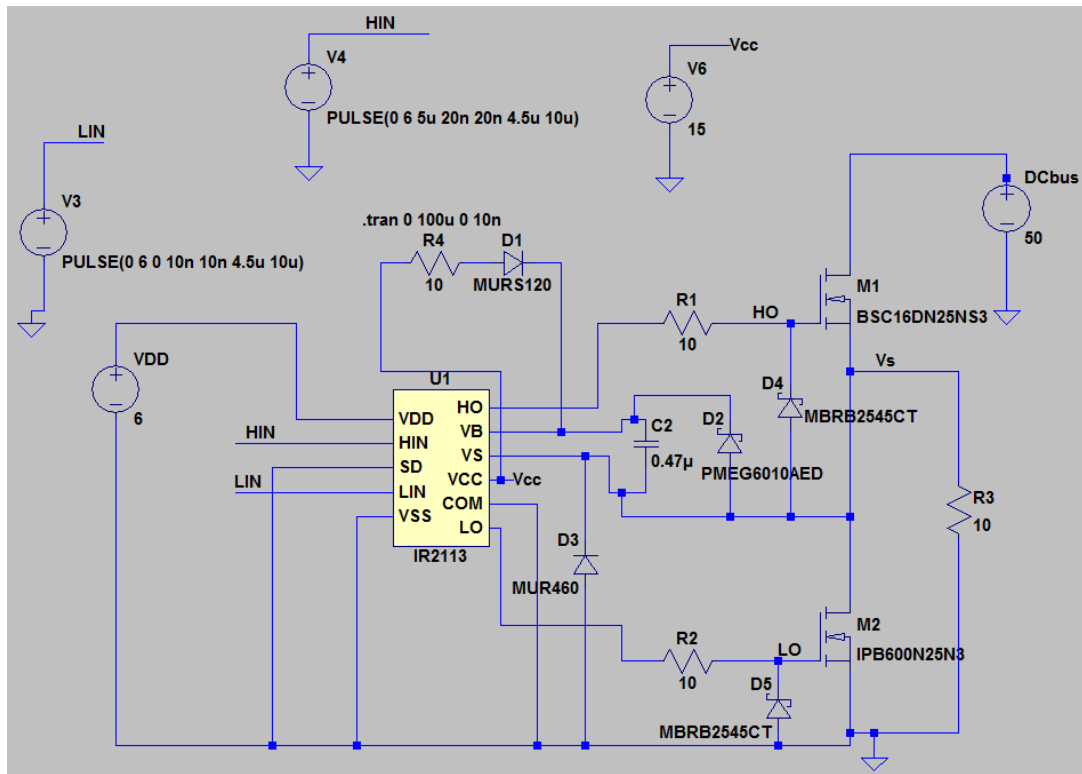 HIN
V4
PULSE(0 6 5u 20n 20n 4.5u 10u)
Vcc
V6
15
LIN
V3
PULSE(0 6 0 10n 10n 4.5u 10u)
.tran 0 100u 0 10n
R4
10
D1
MURS120
DCbus
50
M1
BSC16DN25NS3
R1
10
HO
Vs
VDD
6
U1
VDD
HIN
SD
LIN
VSS
HO
VB
VS
VCC
COM
LO
IR2113
HIN
LIN
Vcc
C2
0.47µ
D2
PMEG6010AED
D4
MBRB2545CT
R3
10
D3
MUR460
R2
10
LO
M2
IPB600N25N3
D5
MBRB2545CT